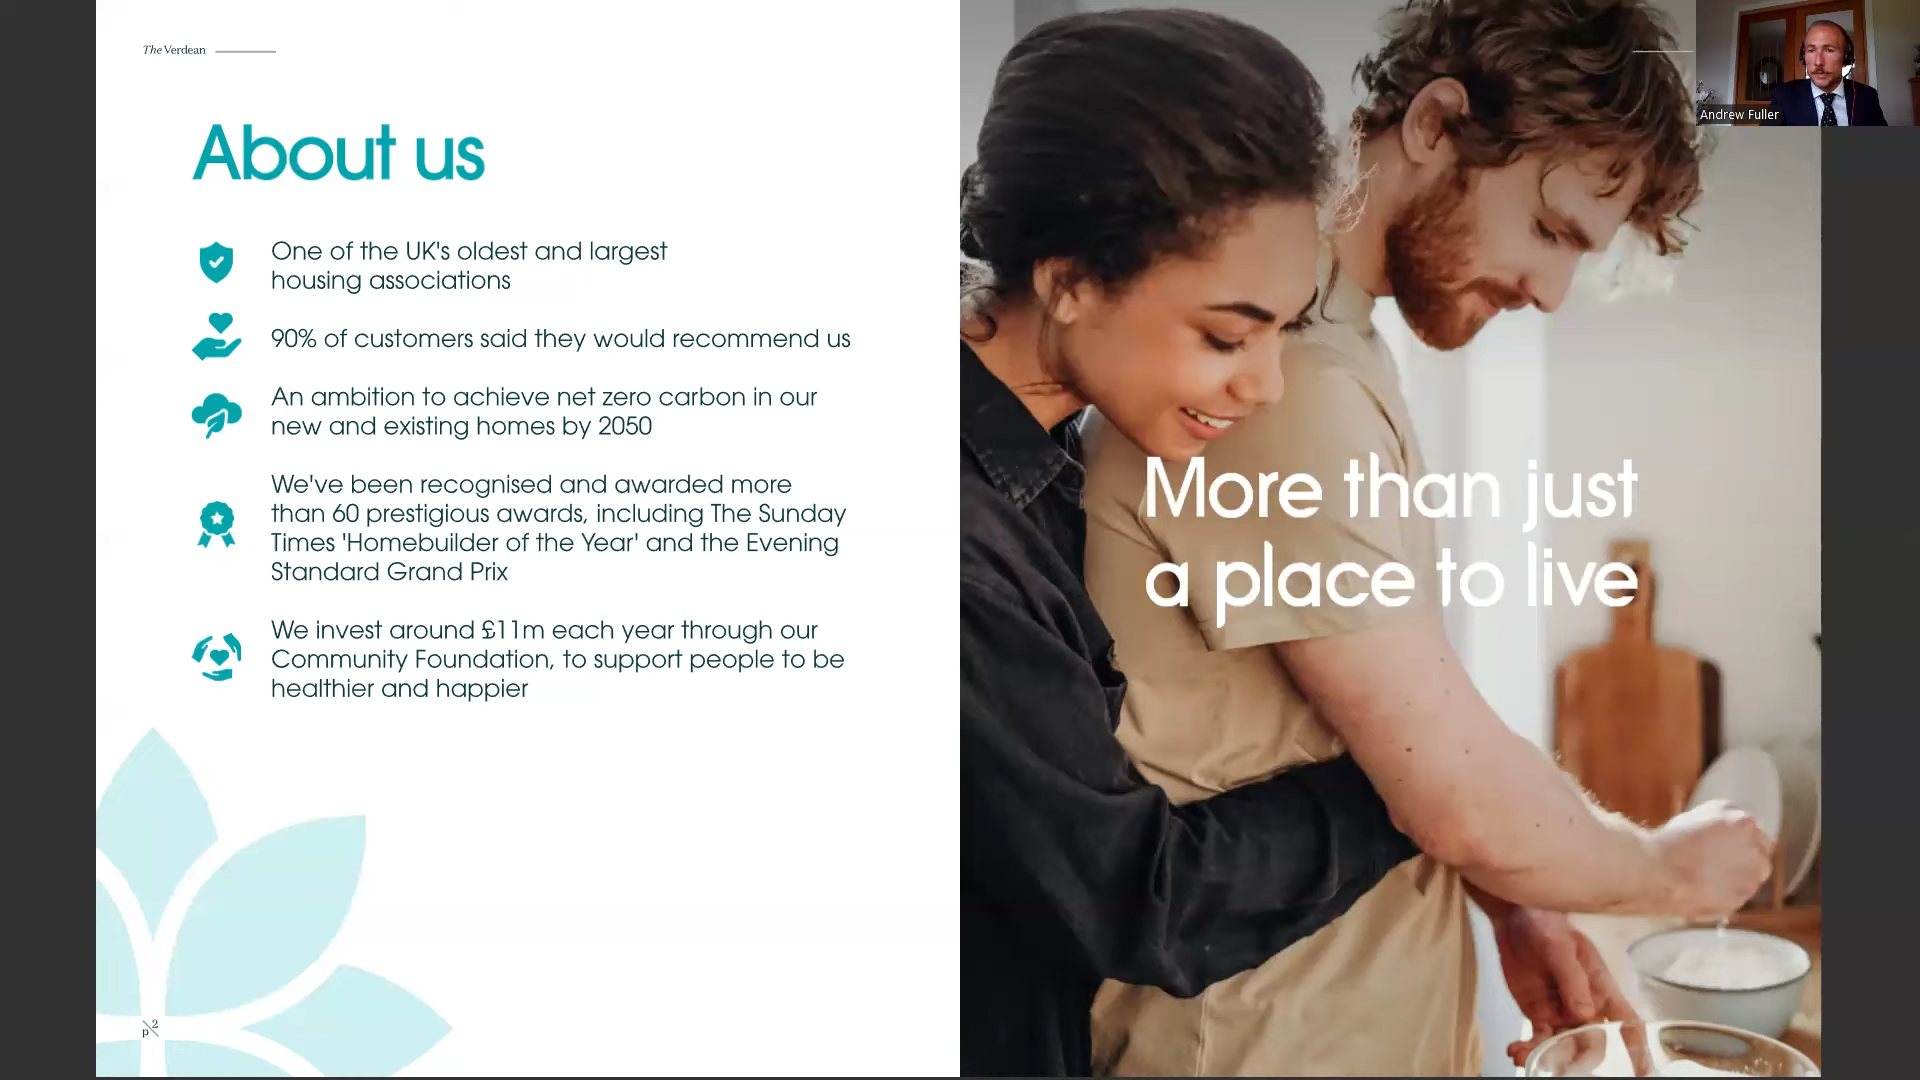 The Verdean
About us
One of the UK's oldest and largest
housing associations
90% of customers said they would recommend us
An ambition to achieve net zero carbon in our
new and existing homes by 2050
We've been recognised and awarded more
than 60 prestigious awards, including The Sunday
Times 'Homebuilder of the Year' and the Evening
Standard Grand Prix
We invest around £11m each year through our
Community Foundation, to support people to be
healthier and happier
p\2
More than just
a place to live
Andrew Fuller